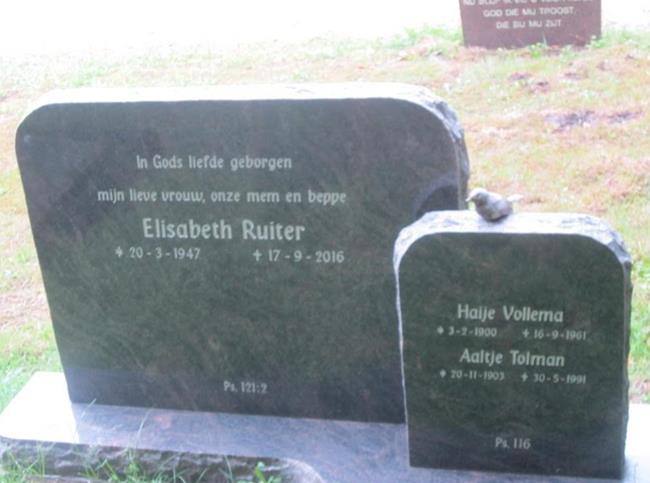 GOD DIE MIJ TROOST,
DIE BIJ MIJ ZIJT
In Gods liefde geborgen
mijn lieve vrouw, onze mem en beppe
Elisabeth Ruiter
* 20-3-1947 + 17-9-2016
Ps. 121:2
Haije Vollema
* 3-2-1900 + 16-9-1961
Aaltje Tolman
* 20-11-1903 + 30-5-1991
Ps. 116